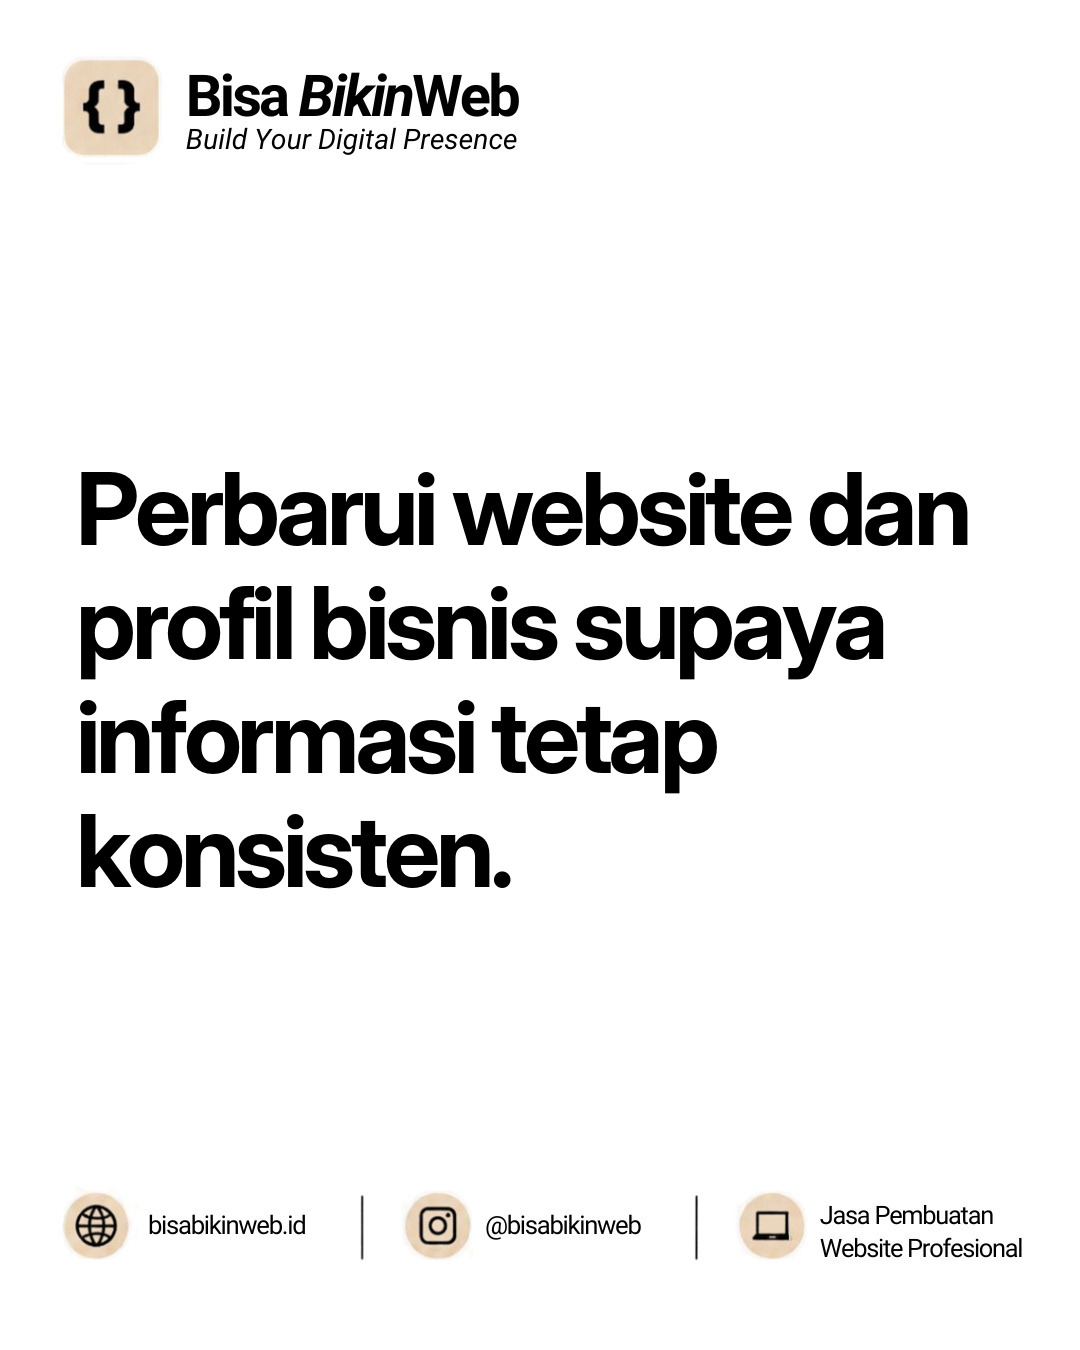 { }
Bisa BikinWeb
Build Your Digital Presence
Perbarui website dan
profil bisnis supaya
informasi tetap
konsisten.
bisabikinweb.id
@bisabikinweb
Jasa Pembuatan
Website Profesional